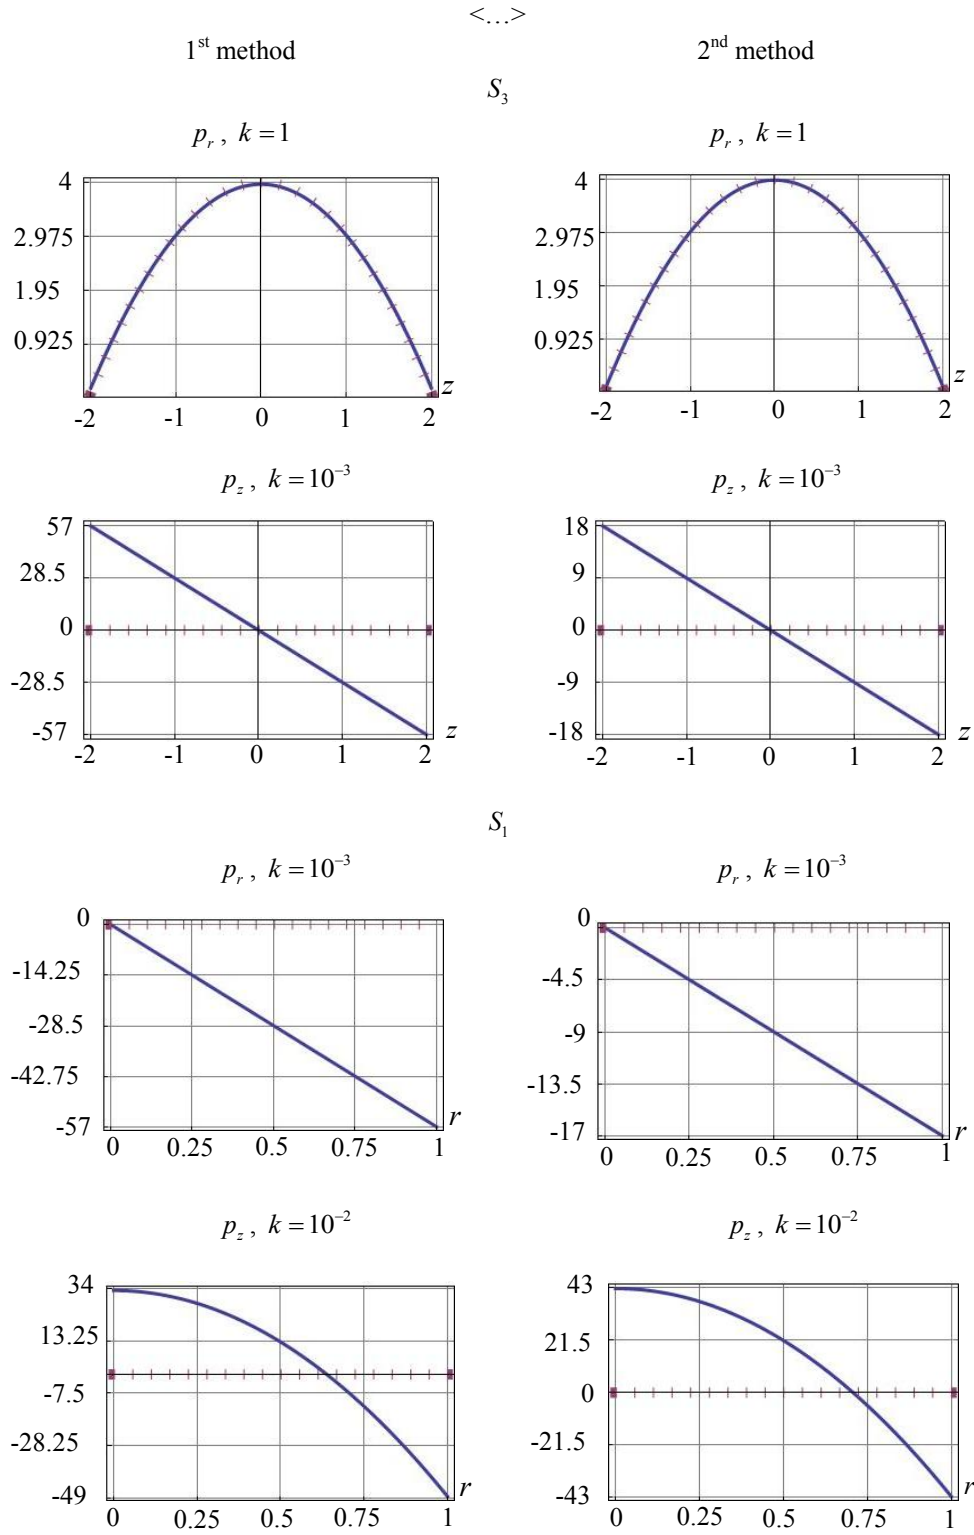 <…>
1st method 2nd method
S3
pr , k = 1 pr , k = 1
4 4
2.975 2.975
1.95 1.95
0.925 0.925
z z
-2 -1 0 1 2 -2 -1 0 1 2
pz , k = 10−3 pz , k = 10−3
57 18
28.5 9
0 0
-28.5 -9
-57 z -18 z
-2 -1 0 1 2 -2 -1 0 1 2
S1
pr , k = 10−3 pr , k = 10−3
0 0
-14.25 -4.5
-28.5 -9
-42.75 -13.5
-57 r -17 r
0 0.25 0.5 0.75 1 0 0.25 0.5 0.75 1
pz , k = 10−2 pz , k = 10−2
34 43
13.25 21.5
-7.5 0
-28.25 -21.5
-49 r -43 r
0 0.25 0.5 0.75 1 0 0.25 0.5 0.75 1